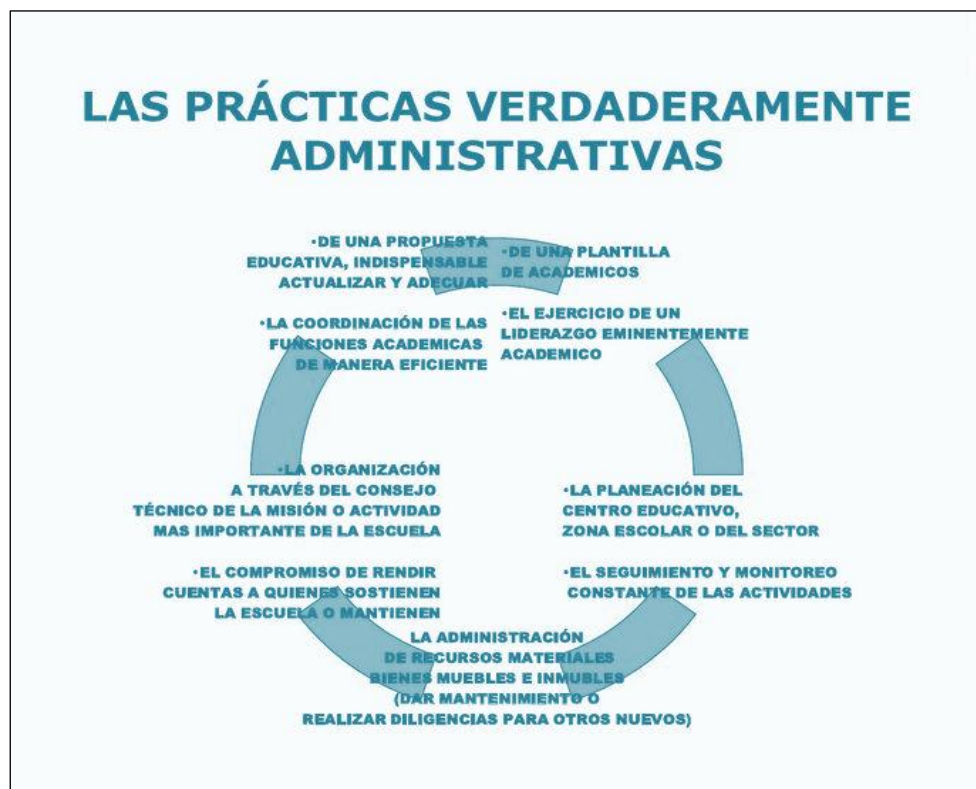 LAS PRÁCTICAS VERDADERAMENTE
ADMINISTRATIVAS
•DE UNA PROPUESTA
EDUCATIVA, INDISPENSABLE
ACTUALIZAR Y ADECUAR
•LA COORDINACIÓN DE LAS
FUNCIONES ACADEMICAS
DE MANERA EFICIENTE
•DE UNA PLANTILLA
DE ACADEMICOS
•EL EJERCICIO DE UN
LIDERAZGO EMINENTEMENTE
ACADEMICO
•LA ORGANIZACIÓN
A TRAVÉS DEL CONSEJO
TÉCNICO DE LA MISIÓN O ACTIVIDAD
MAS IMPORTANTE DE LA ESCUELA
•EL COMPROMISO DE RENDIR
CUENTAS A QUIENES SOSTIENEN
LA ESCUELA O MANTIENEN
•LA PLANEACIÓN DEL
CENTRO EDUCATIVO,
ZONA ESCOLAR O DEL SECTOR
•EL SEGUIMIENTO Y MONITOREO
CONSTANTE DE LAS ACTIVIDADES
LA ADMINISTRACIÓN
DE RECURSOS MATERIALES
BIENES MUEBLES E INMUBLES
(DAR MANTENIMIENTO O
REALIZAR DILIGENCIAS PARA OTROS NUEVOS)